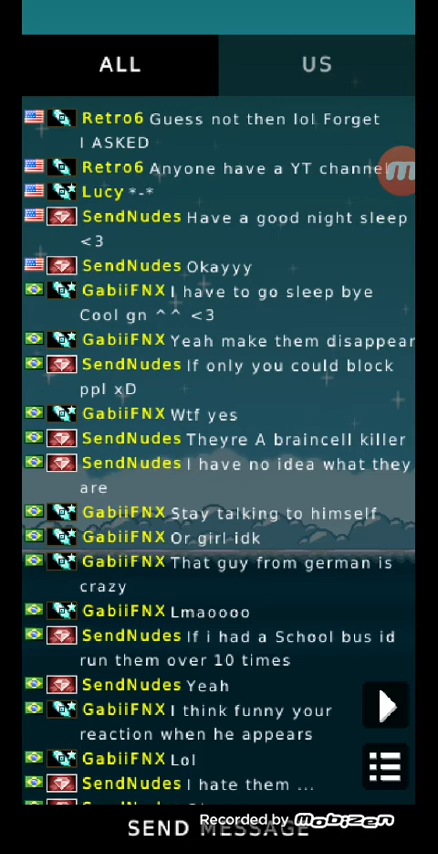 ALL US
Retro6 Guess not then lol Forget
I ASKED
Retro6 Anyone have a YT channel
Lucy *-*
SendNudes Have a good night sleep
<3
SendNudes Okayyy
GabiiFNX I have to go sleep bye
Cool gn ^^ <3
GabiiFNX Yeah make them disappear
SendNudes If only you could block
ppl xD
GabiiFNX Wtf yes
SendNudes Theyre A braincell killer
SendNudes I have no idea what they
are
GabiiFNX Stay talking to himself
GabiiFNX Or girl idk
GabiiFNX That guy from german is
crazy
GabiiFNX Lmaoooo
SendNudes If i had a School bus id
run them over 10 times
SendNudes Yeah
GabiiFNX I think funny your
reaction when he appears
GabiiFNX Lol
SendNudes I hate them ...
Recorded by mobizen
SEND MESSAGE